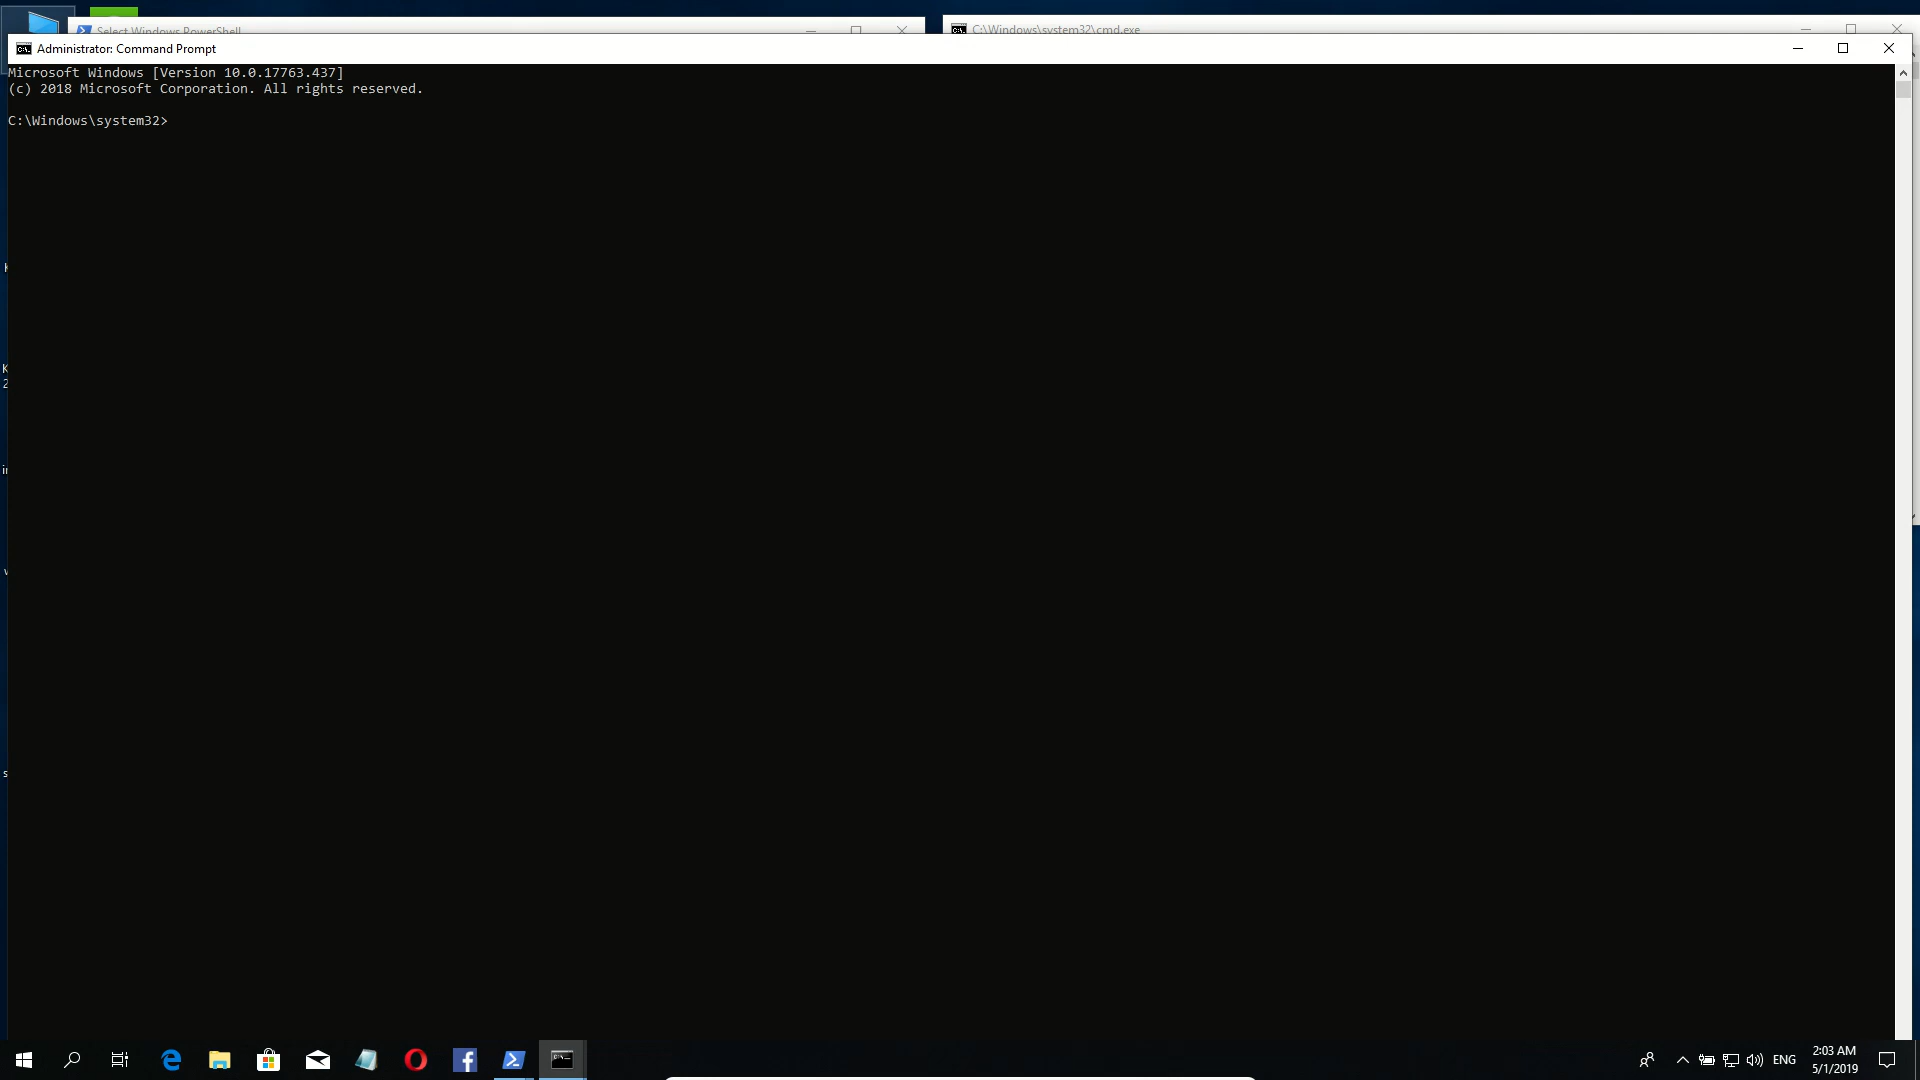 Select Windows PowerShell
C:\Windows\system32\cmd.exe
Administrator: Command Prompt
Microsoft Windows [Version 10.0.17763.437]
(c) 2018 Microsoft Corporation. All rights reserved.
C:\Windows\system32>
ENG
2:03 AM
5/1/2019